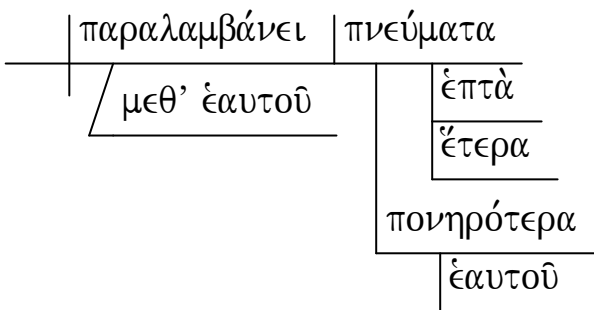 παραλαμβάνει πνεύματα
μεθ’ ἑαυτοῦ
ἑπτὰ
ἕτερα
πονηρότερα
ἑαυτοῦ